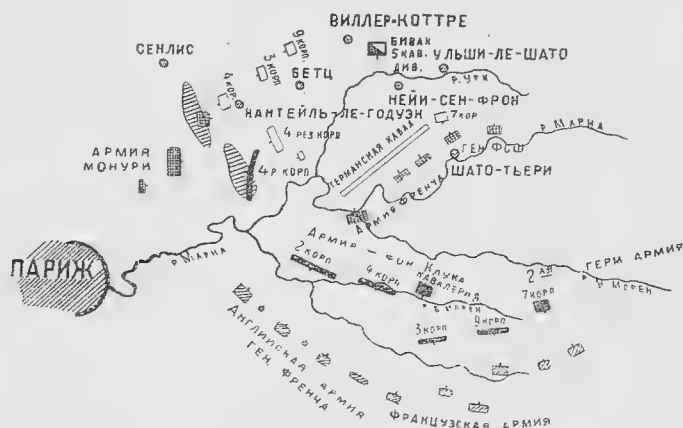 ВИЛЛЕР-КОТТРЕ
СЕНЛИС
9 КОРП.
3 КОРП
4 КОР.
БЕТЦ
БИВАК
5 КАВ.
ДИВ.
УЛЬШИ-ЛЕ-ШАТО
Р. УРК
НЕЙИ-СЕН-ФРОН
НАНТЕЙЛЬ-ЛЕ-ГОДУЭН
7 КОР
4 РЕЗ КОРП
4 Р КОРП.
АРМИЯ
МОНУРИ
ГЕРМАНСКАЯ КАВАЛ
Р. МАРНА
ШАТО-ТЬЕРИ
АРМИЯ ФРЕНЧА
ПАРИЖ
Р. МАРНА
АРМИЯ – ФОН КЛУКА
2 КОРП
4 КОРП
КАВАЛЕРИЯ
ГЕРМ АРМИЯ
2 АЯ
7 КОРП
Р. МОРЕН
3 КОРП
9 КОРП
АНГЛИЙСКАЯ АРМИЯ
ГЕН. ФРЕНЧА
ФРАНЦУЗСКАЯ АРМИЯ